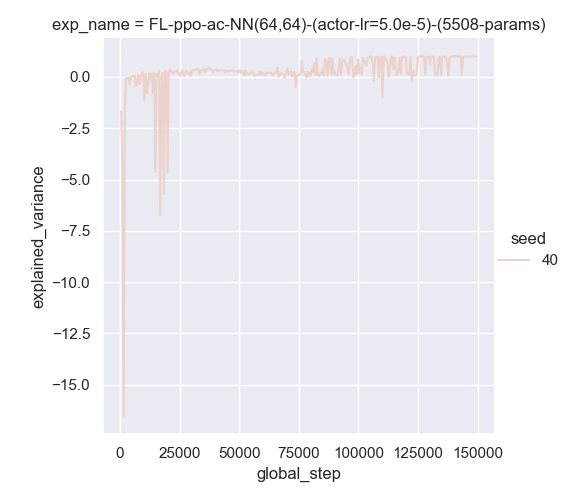 exp_name = FL-ppo-ac-NN(64,64)-(actor-lr=5.0e-5)-(5508-params)
0.0
−2.5
−5.0
−7.5
−10.0
−12.5
−15.0
explained_variance
0 25000 50000 75000 100000 125000 150000
global_step
seed
40